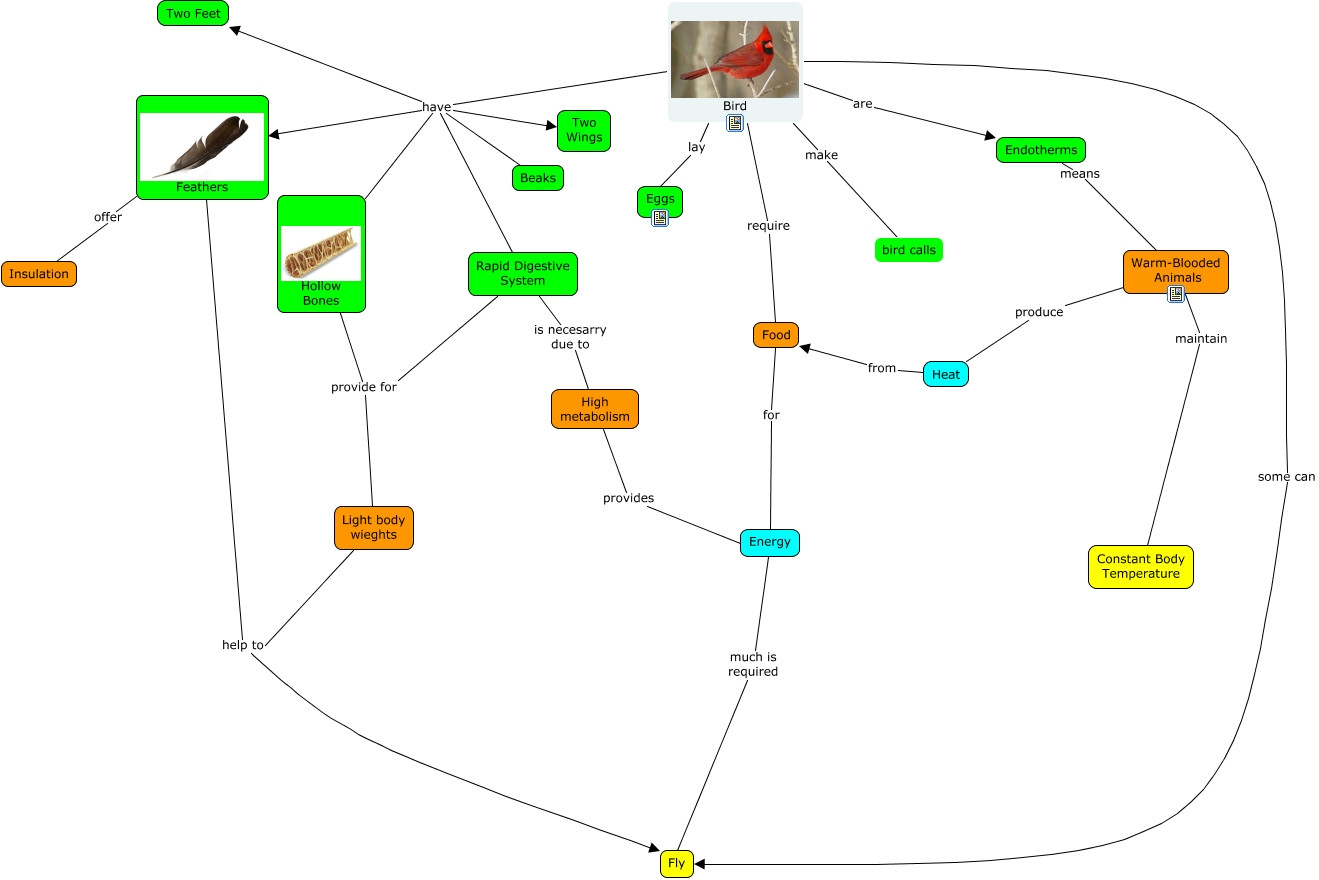 Two Feet
Bird
have
are
Feathers
Two
Wings
Beaks
lay
make
Endotherms
means
Eggs
offer
require
bird calls
Insulation
Hollow
Bones
Rapid Digestive
System
Warm-Blooded
Animals
is necesarry
due to
Food
produce
maintain
from
Heat
provide for
High
metabolism
for
some can
provides
Light body
wieghts
Energy
Constant Body
Temperature
help to
much is
required
Fly